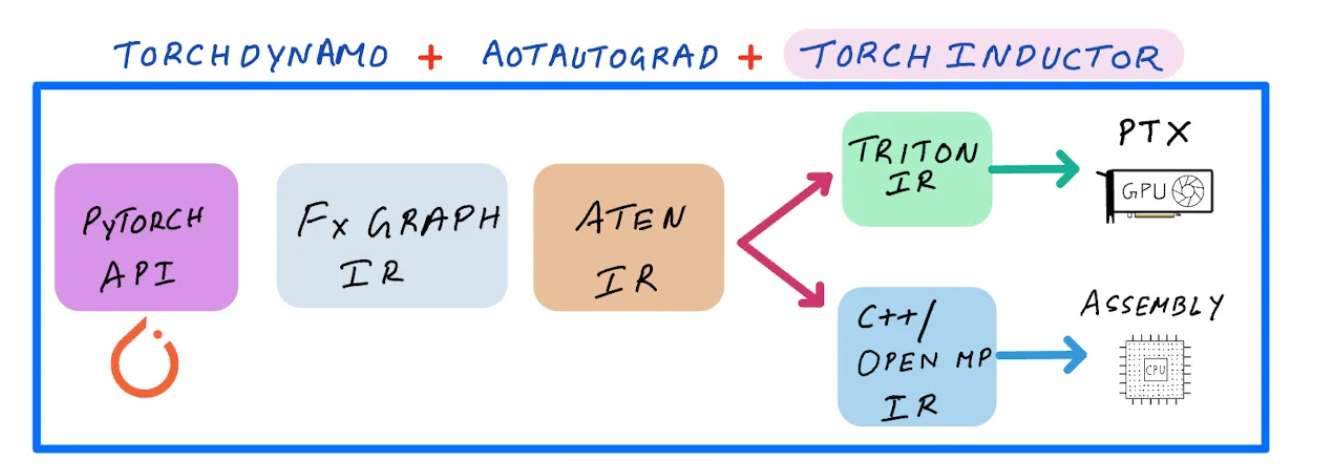 TORCHDYNAMO + AOTAUTOGRAD + TORCH INDUCTOR
PyTORCH
API
Fx GRAPH
IR
ATEN
IR
TRITON
IR
PTX
GPU
C++/
OPEN MP
IR
ASSEMBLY
CPU